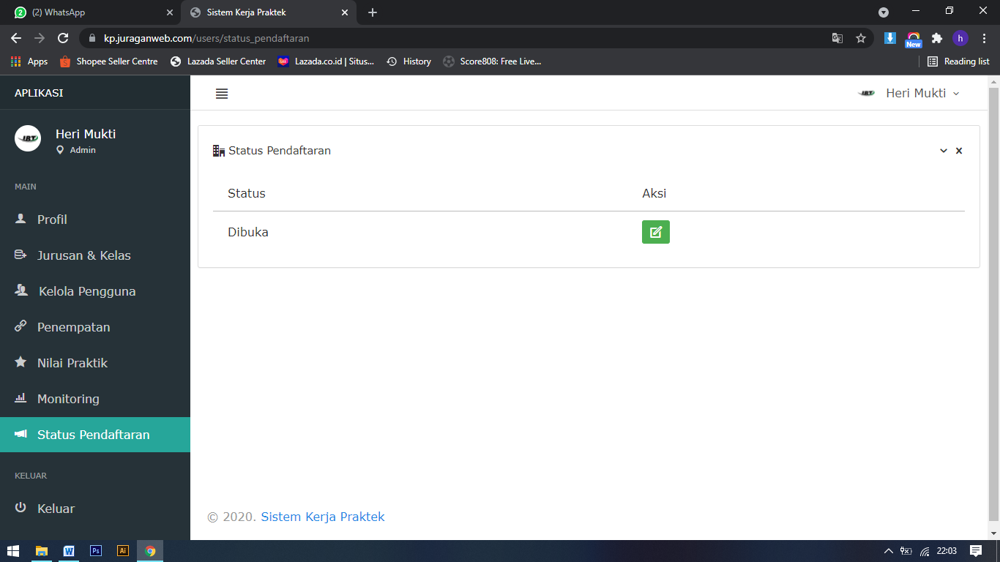 (2) WhatsApp
Sistem Kerja Praktek
kp.juraganweb.com/users/status_pendaftaran
h
New
Apps
Shopee Seller Centre
Lazada Seller Center
Lazada.co.id | Situs...
History
Score808: Free Live...
Reading list
APLIKASI
Heri Mukti
JBT
Heri Mukti
Admin
MAIN
Profil
Jurusan & Kelas
Kelola Pengguna
Penempatan
Nilai Praktik
Monitoring
Status Pendaftaran
KELUAR
Keluar
Status Pendaftaran
Status Aksi
Dibuka
© 2020. Sistem Kerja Praktek
Ps
Ai
22:03